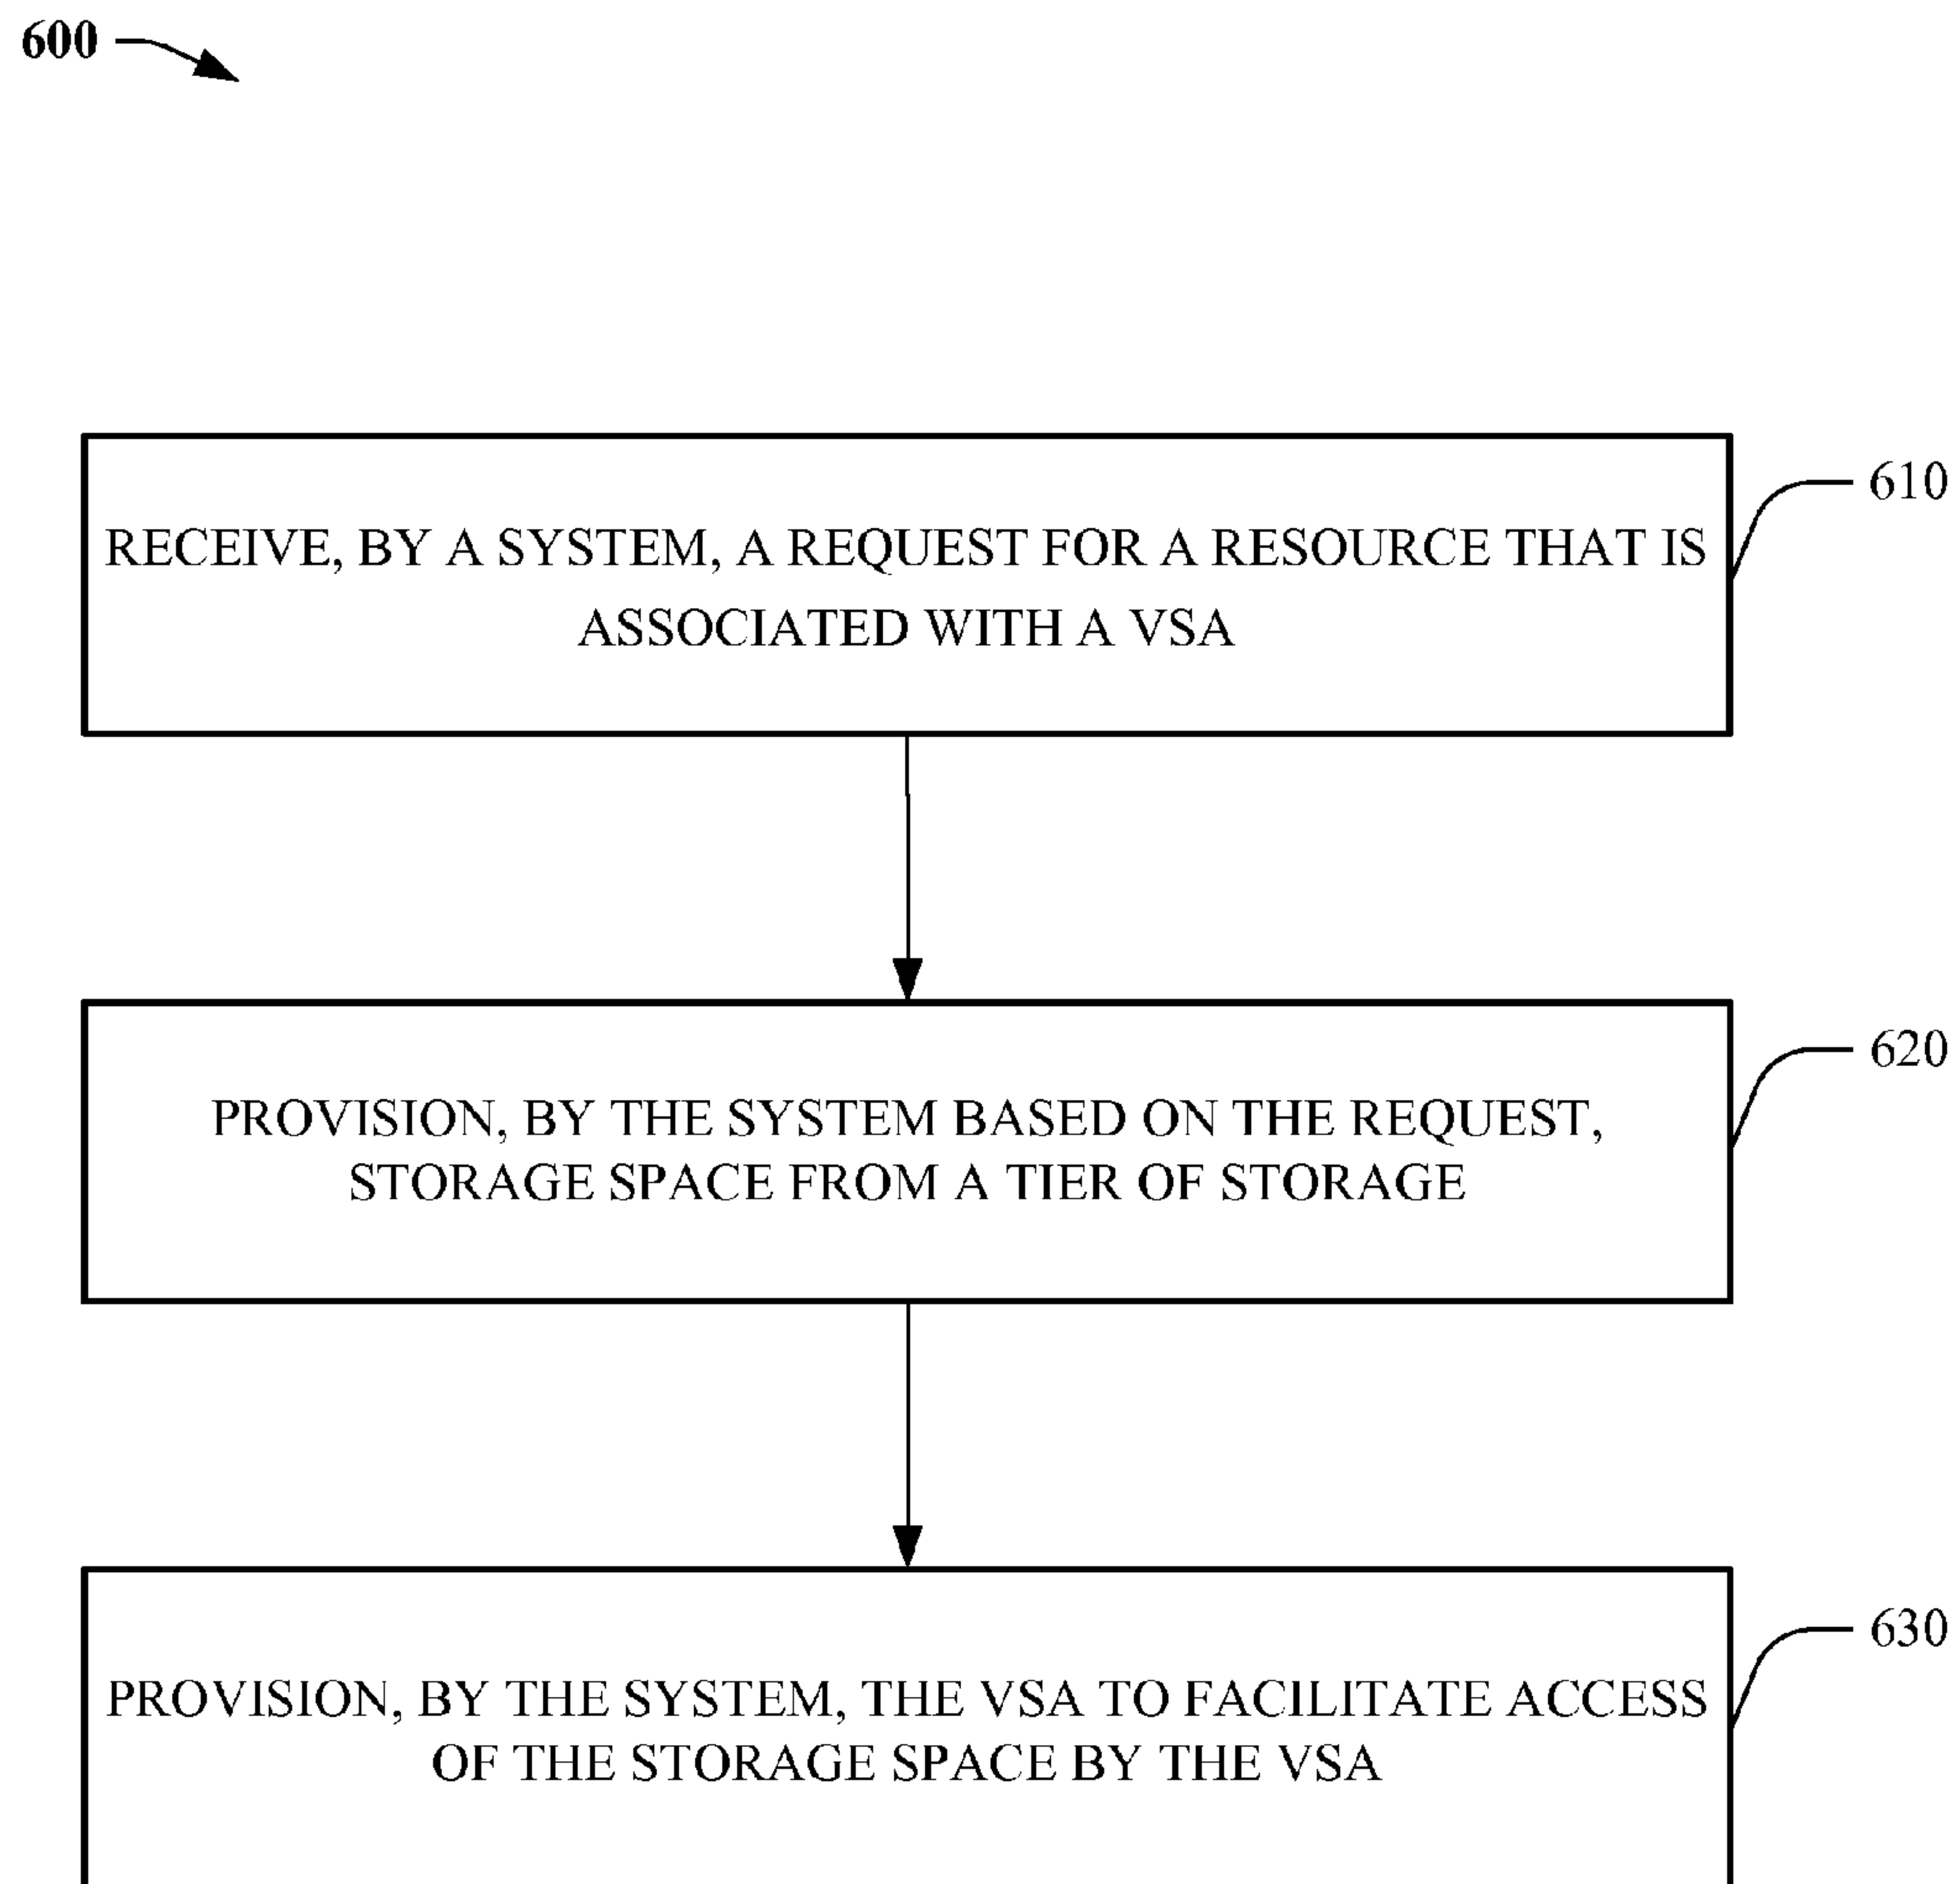 600
RECEIVE, BY A SYSTEM, A REQUEST FOR A RESOURCE THAT IS
ASSOCIATED WITH A VSA
610
PROVISION, BY THE SYSTEM BASED ON THE REQUEST,
STORAGE SPACE FROM A TIER OF STORAGE
620
PROVISION, BY THE SYSTEM, THE VSA TO FACILITATE ACCESS
OF THE STORAGE SPACE BY THE VSA
630